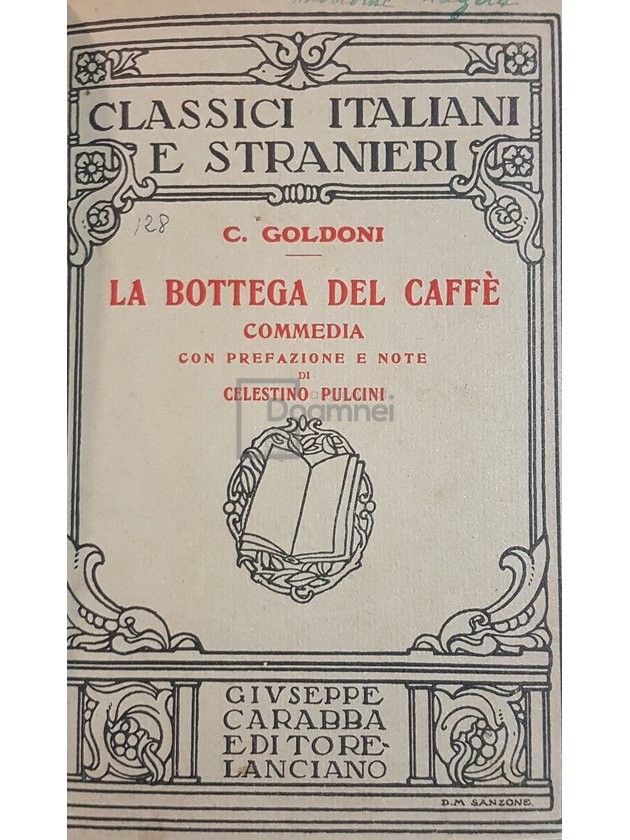 CLASSICI ITALIANI
E STRANIERI
128
C. GOLDONI
LA BOTTEGA DEL CAFFÈ
COMMEDIA
CON PREFAZIONE E NOTE
DI
CELESTINO PULCINI
Doamnei
GIVSEPPE
CARABBA
EDITORE-
LANCIANO
D.M SANZONE.